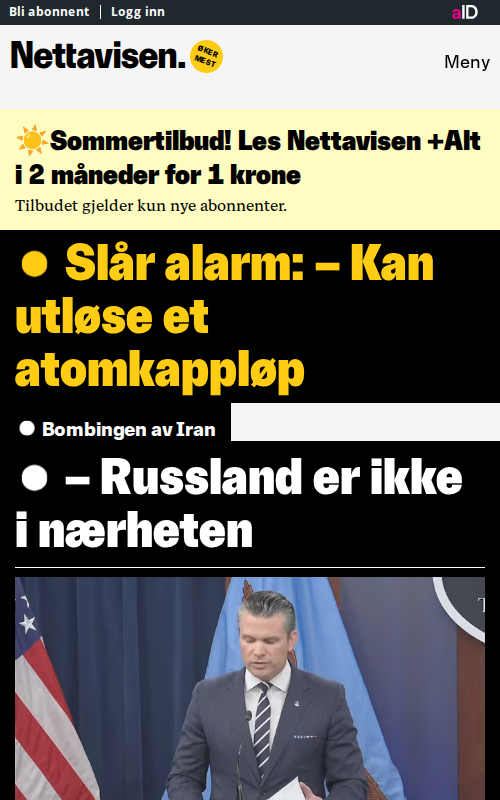 Bli abonnent | Logg inn
aID
Nettavisen.
ØKER
MEST
Meny
Sommertilbud! Les Nettavisen +Alt
i 2 måneder for 1 krone
Tilbudet gjelder kun nye abonnenter.
Slår alarm: – Kan
utløse et
atomkappløp
Bombingen av Iran
– Russland er ikke
i nærheten